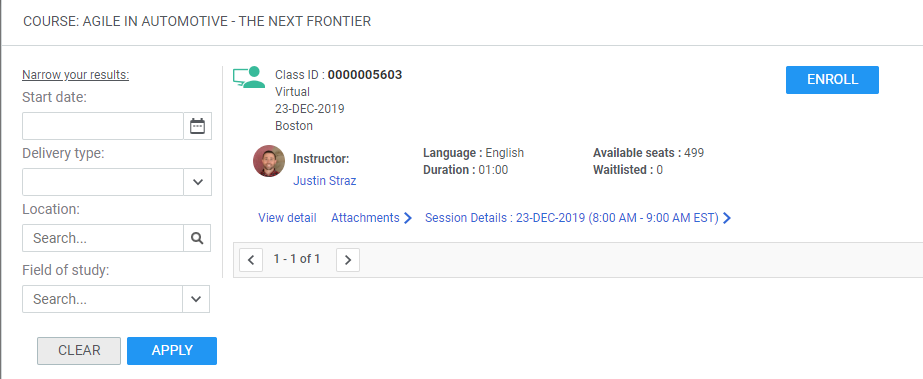 COURSE: AGILE IN AUTOMOTIVE - THE NEXT FRONTIER
Narrow your results:
Start date:
Delivery type:
Location:
Search...
Field of study:
Search...
CLEAR APPLY
Class ID : 0000005603
Virtual
23-DEC-2019
Boston
ENROLL
Instructor:
Justin Straz
Language : English
Duration : 01:00
Available seats : 499
Waitlisted : 0
View detail Attachments Session Details : 23-DEC-2019 (8:00 AM - 9:00 AM EST)
1 - 1 of 1